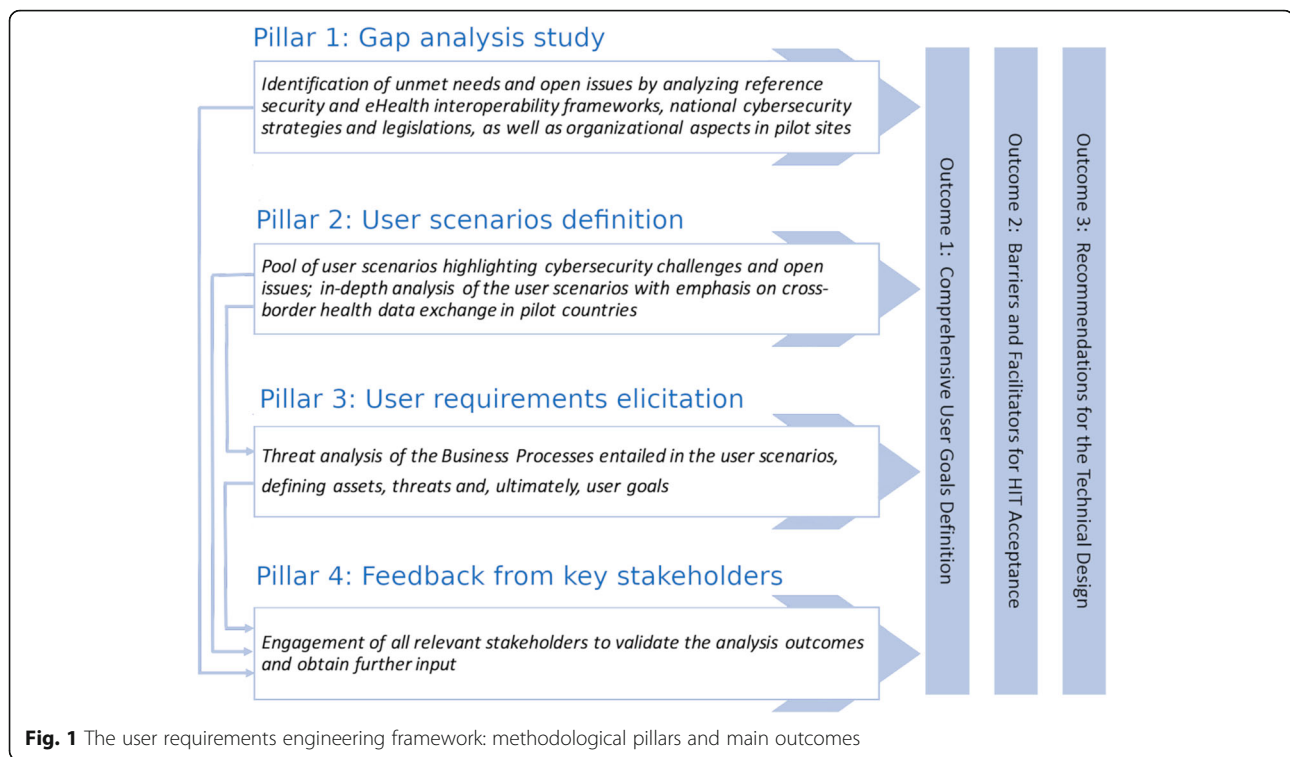 Pillar 1: Gap analysis study
Identification of unmet needs and open issues by analyzing reference
security and eHealth interoperability frameworks, national cybersecurity
strategies and legislations, as well as organizational aspects in pilot sites
Pillar 2: User scenarios definition
Pool of user scenarios highlighting cybersecurity challenges and open
issues; in-depth analysis of the user scenarios with emphasis on cross-
border health data exchange in pilot countries
Pillar 3: User requirements elicitation
Threat analysis of the Business Processes entailed in the user scenarios,
defining assets, threats and, ultimately, user goals
Pillar 4: Feedback from key stakeholders
Engagement of all relevant stakeholders to validate the analysis outcomes
and obtain further input
Outcome 1: Comprehensive User Goals Definition
Outcome 2: Barriers and Facilitators for HIT Acceptance
Outcome 3: Recommendations for the Technical Design
Fig. 1 The user requirements engineering framework: methodological pillars and main outcomes